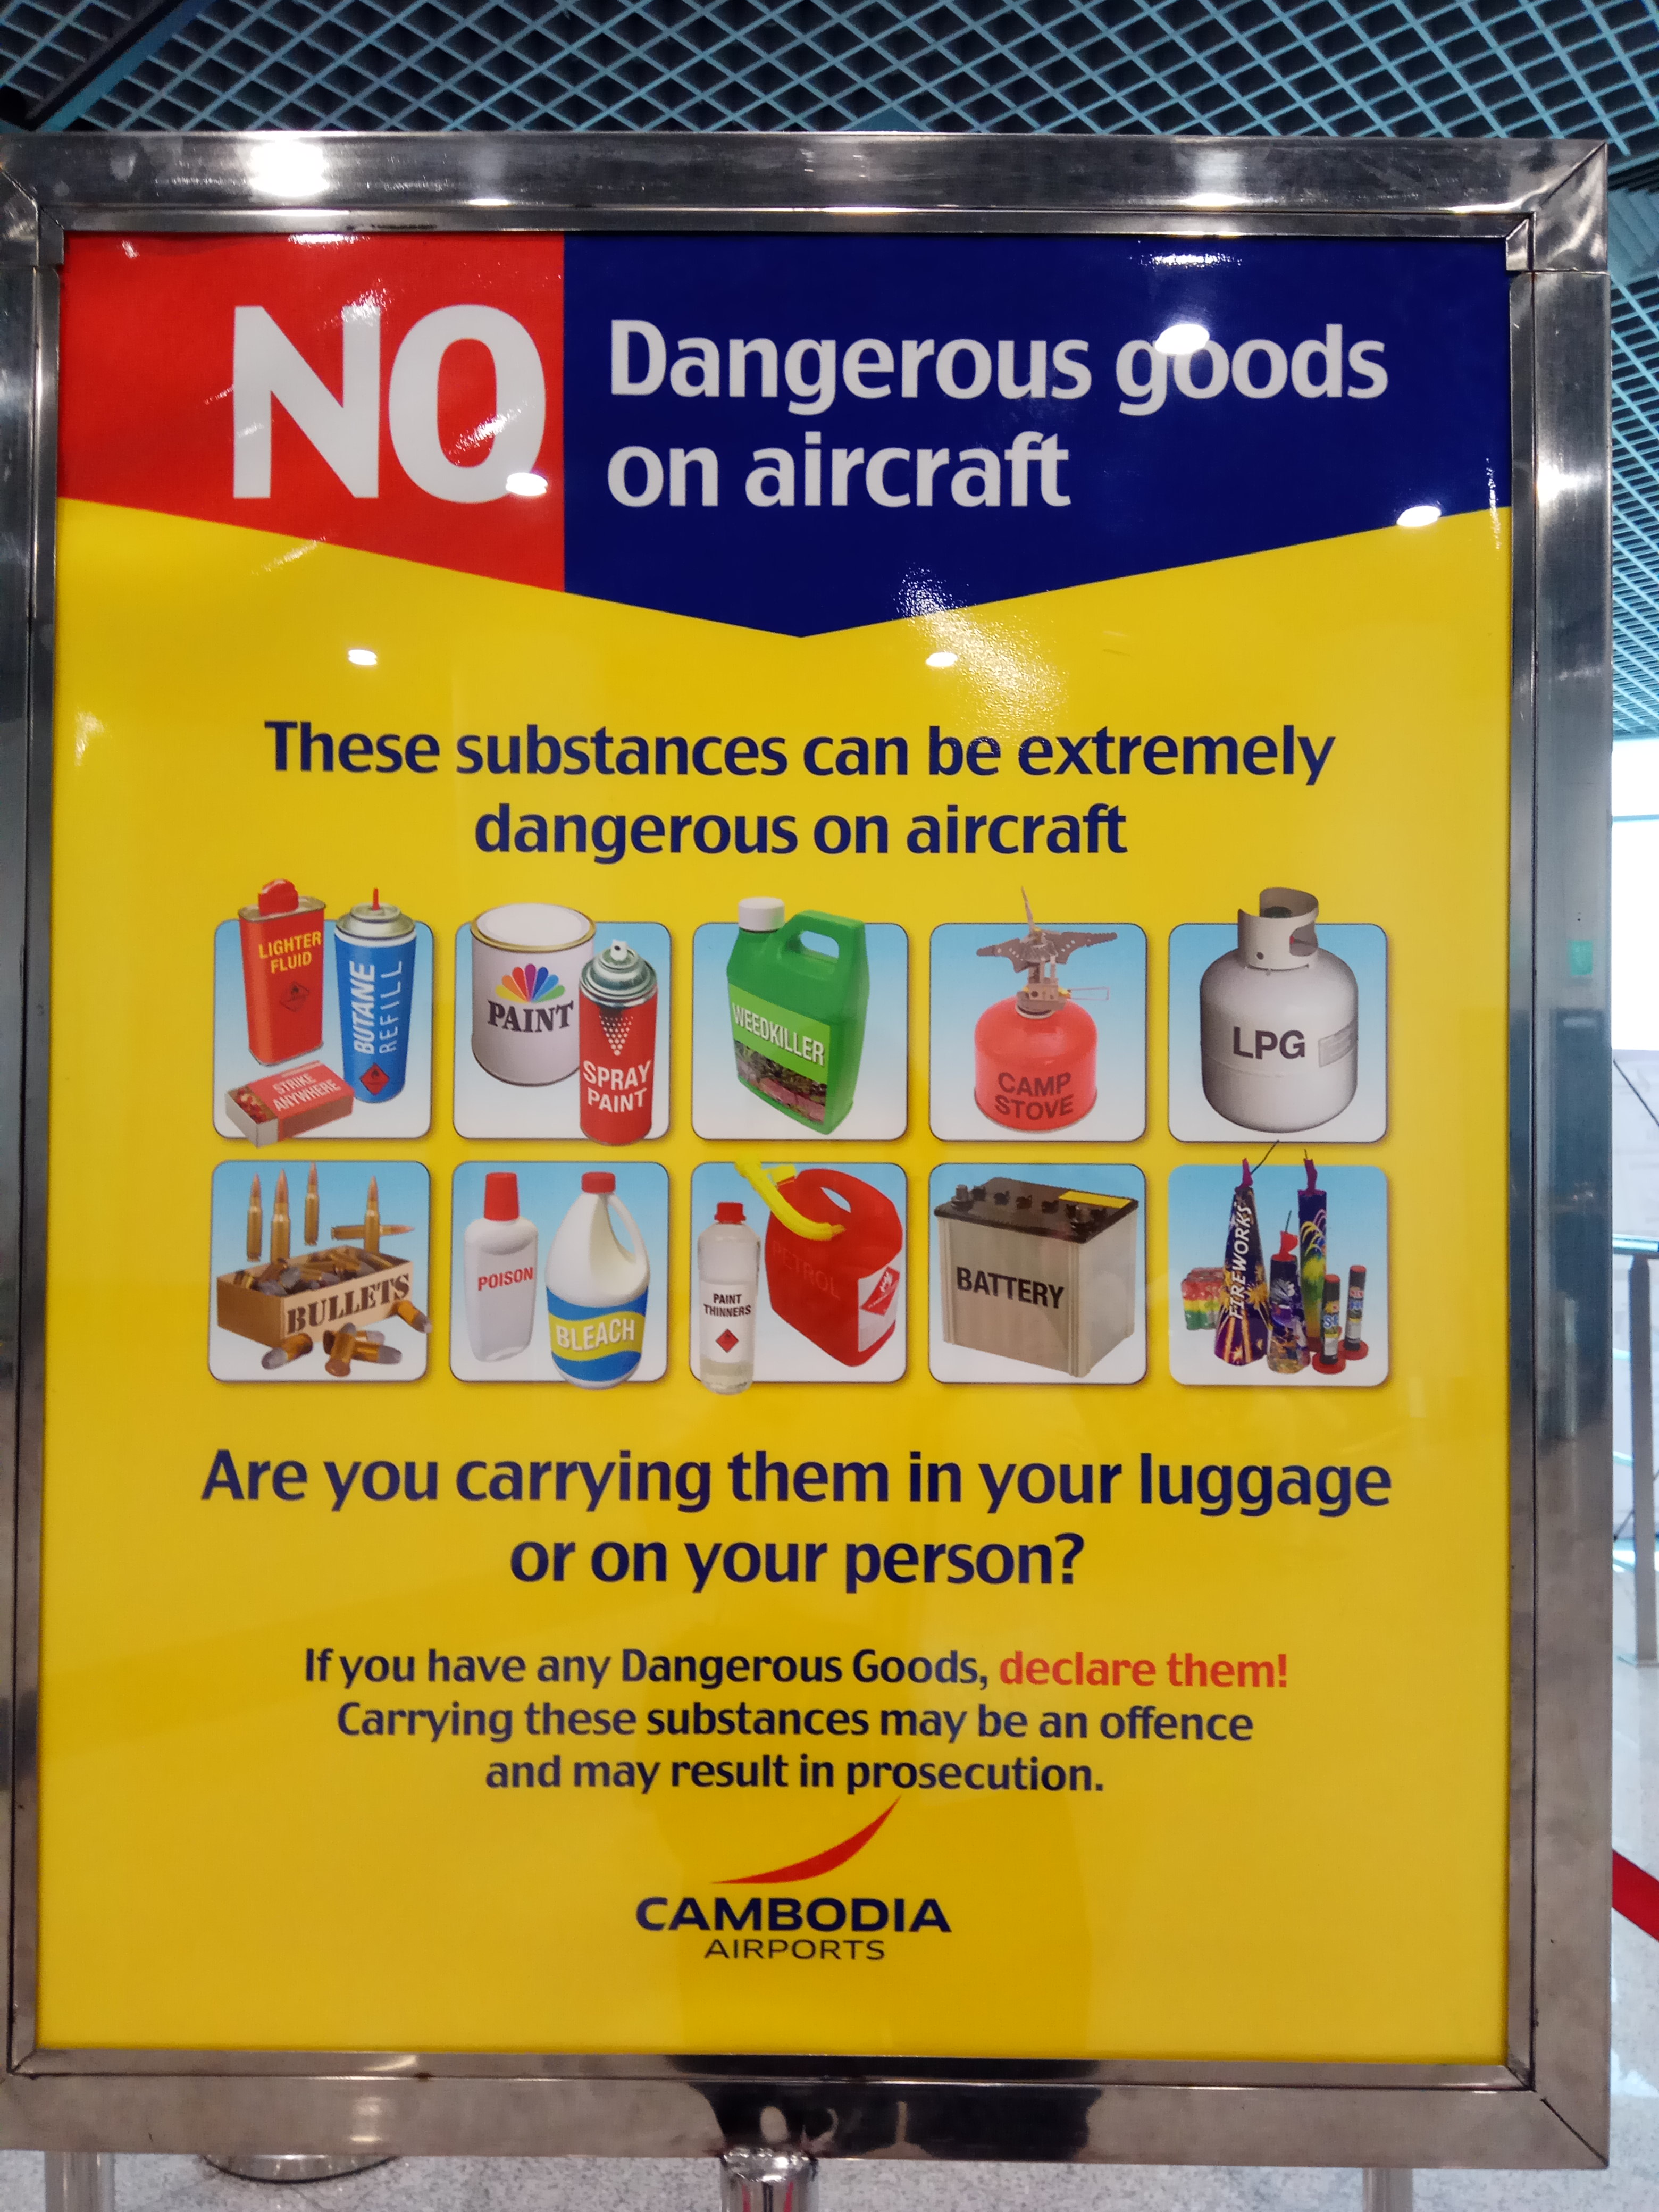 NO
Dangerous goods
on aircraft
These substances can be extremely
dangerous on aircraft
LIGHTER
FLUID
BUTANE
REFILL
STRIKE
ANYWHERE
PAINT
SPRAY
PAINT
WEEDKILLER
CAMP
STOVE
LPG
BULLETS
POISON
BLEACH
PAINT
THINNERS
PETROL
BATTERY
FIREWORKS
Are you carrying them in your luggage
or on your person?
If you have any Dangerous Goods, declare them!
Carrying these substances may be an offence
and may result in prosecution.
CAMBODIA
AIRPORTS